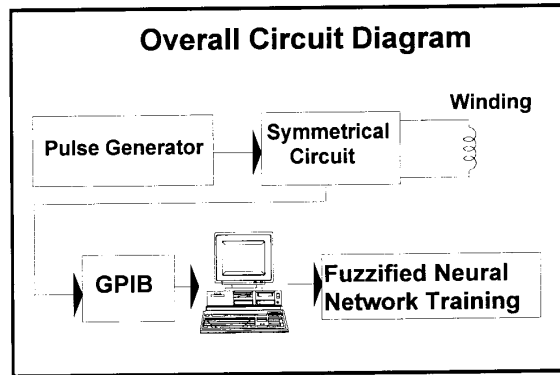 Overall Circuit Diagram
Winding
Pulse Generator
Symmetrical
Circuit
GPIB
Fuzzified Neural
Network Training